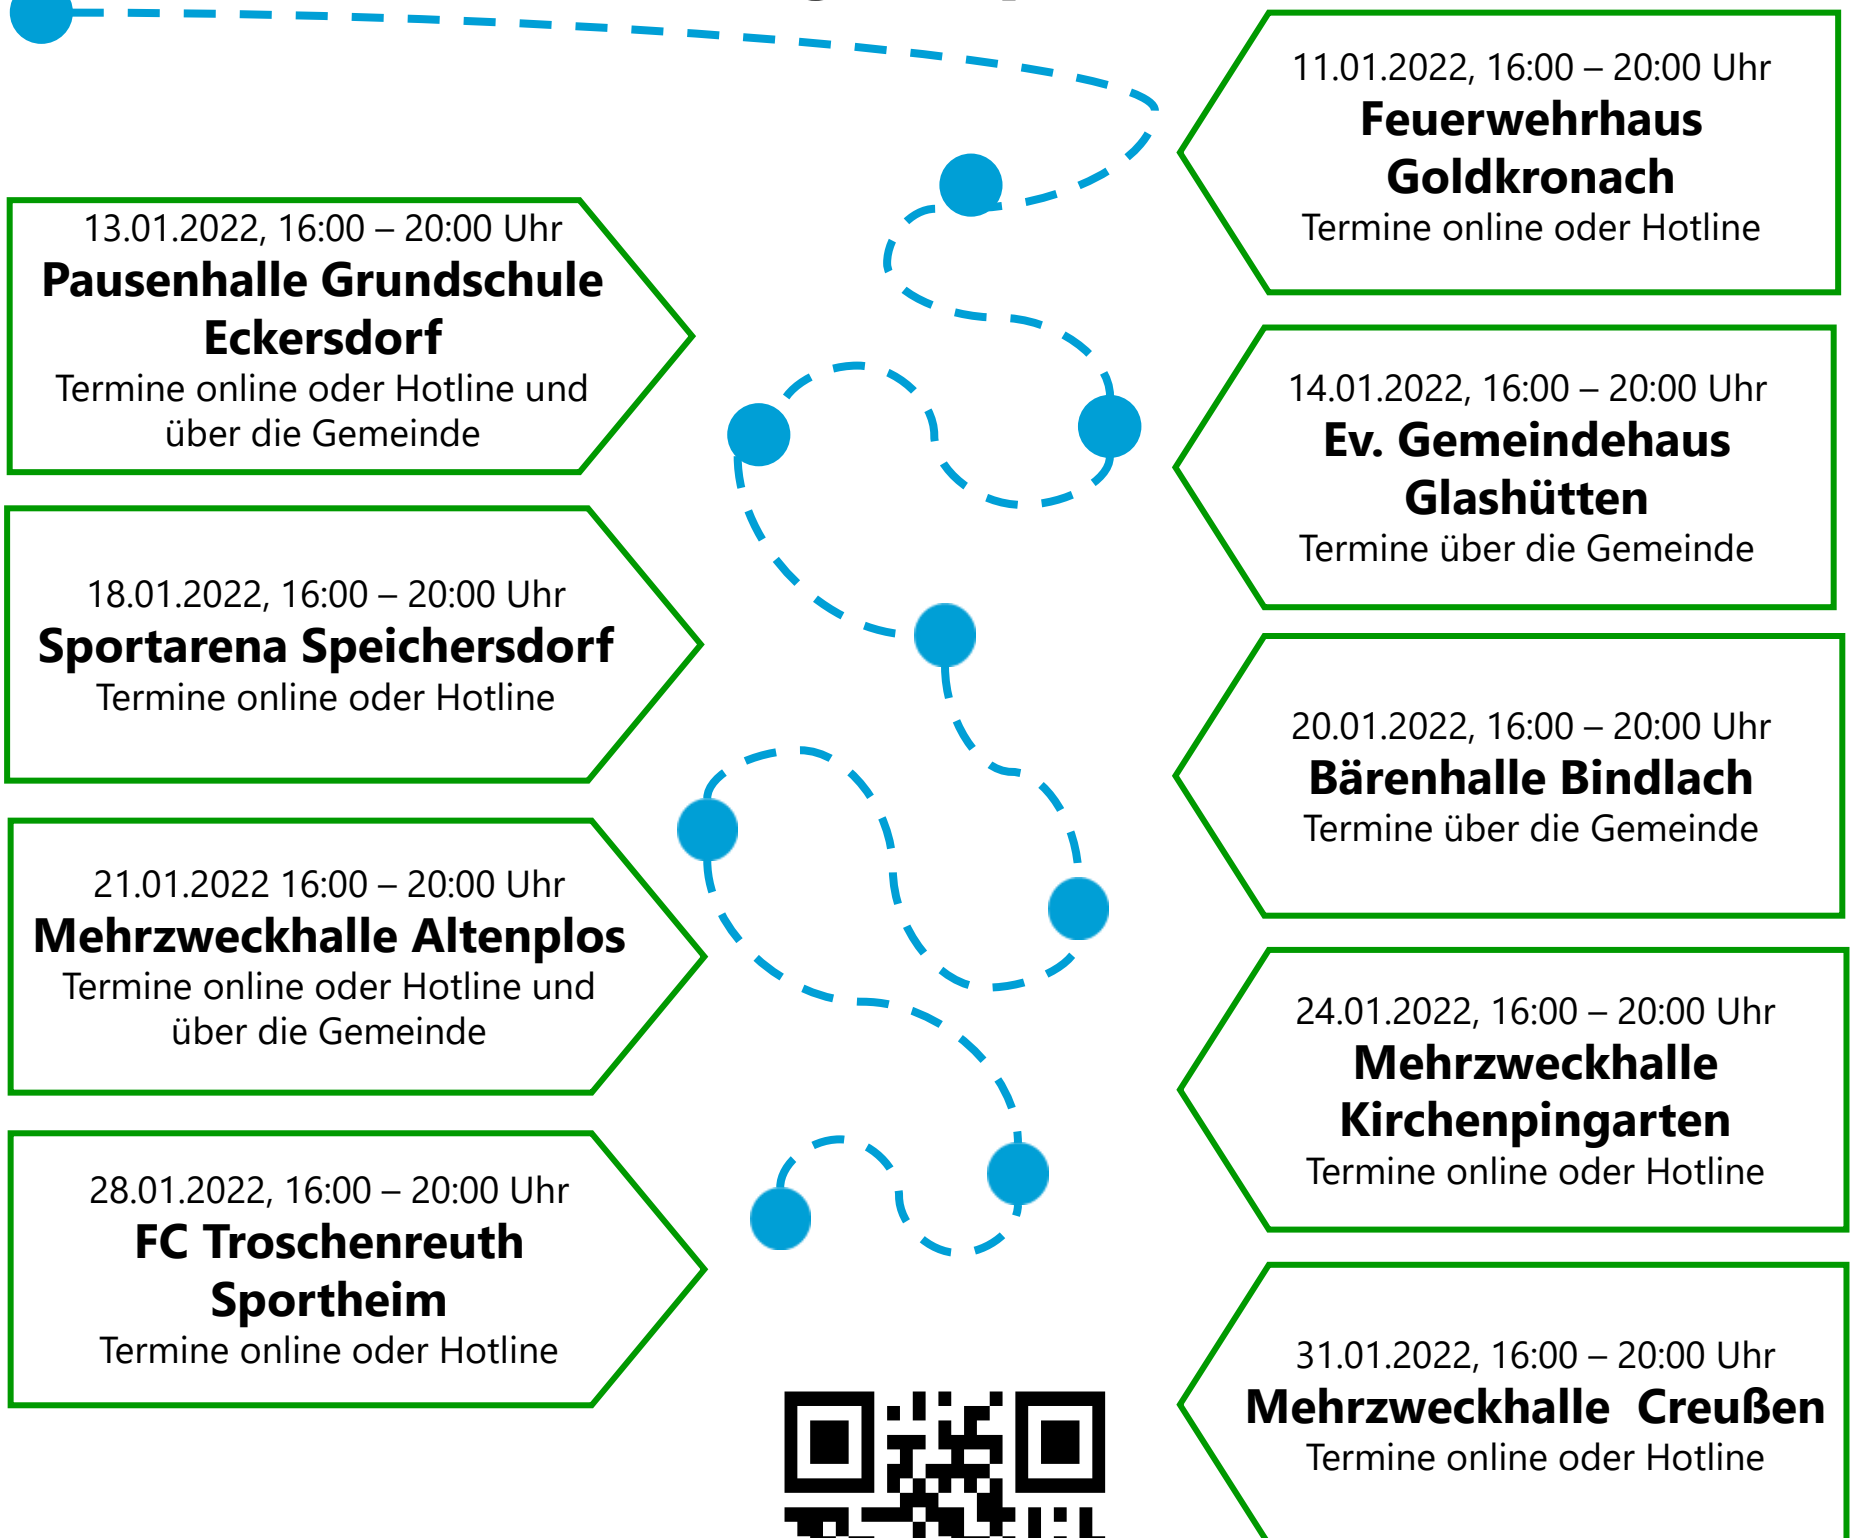 11.01.2022, 16:00 – 20:00 Uhr
Feuerwehrhaus
Goldkronach
Termine online oder Hotline
13.01.2022, 16:00 – 20:00 Uhr
Pausenhalle Grundschule
Eckersdorf
Termine online oder Hotline und
über die Gemeinde
14.01.2022, 16:00 – 20:00 Uhr
Ev. Gemeindehaus
Glashütten
Termine über die Gemeinde
18.01.2022, 16:00 – 20:00 Uhr
Sportarena Speichersdorf
Termine online oder Hotline
20.01.2022, 16:00 – 20:00 Uhr
Bärenhalle Bindlach
Termine über die Gemeinde
21.01.2022 16:00 – 20:00 Uhr
Mehrzweckhalle Altenplos
Termine online oder Hotline und
über die Gemeinde
24.01.2022, 16:00 – 20:00 Uhr
Mehrzweckhalle
Kirchenpingarten
Termine online oder Hotline
28.01.2022, 16:00 – 20:00 Uhr
FC Troschenreuth
Sportheim
Termine online oder Hotline
31.01.2022, 16:00 – 20:00 Uhr
Mehrzweckhalle  Creußen
Termine online oder Hotline